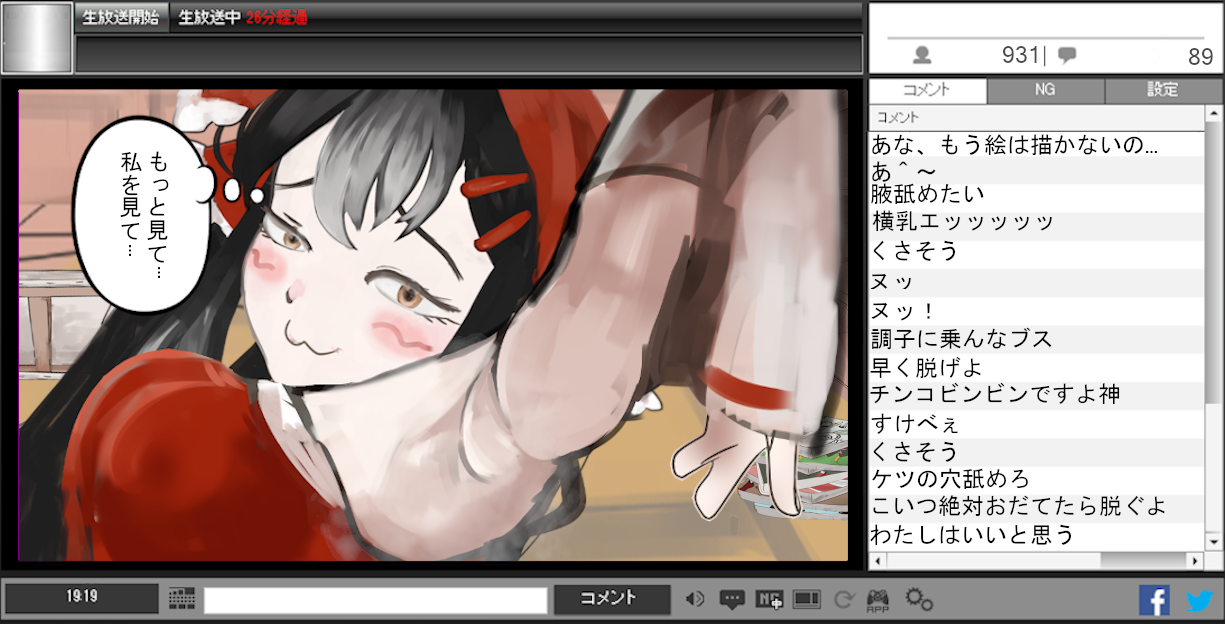 生放送開始 生放送中 26分経過
931 89
コメント NG 設定
コメント
もっと見て…
私を見て…
あな、もう絵は描かないの...
あ＾～
腋舐めたい
横乳エッッッッッ
くさそう
ヌッ
ヌッ！
調子に乗んなブス
早く脱げよ
チンコビンビンですよ神
すけべぇ
くさそう
ケツの穴舐めろ
こいつ絶対おだてたら脱ぐよ
わたしはいいと思う
19:19 コメント NG中 APP